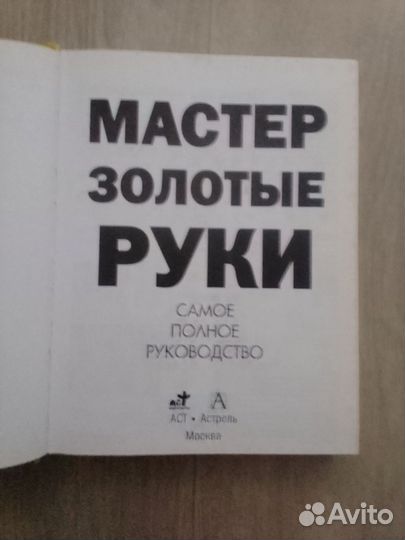 МАСТЕР
ЗОЛОТЫЕ
РУКИ
САМОЕ
ПОЛНОЕ
РУКОВОДСТВО
А
АСТ • Астрель
Москва
Avito